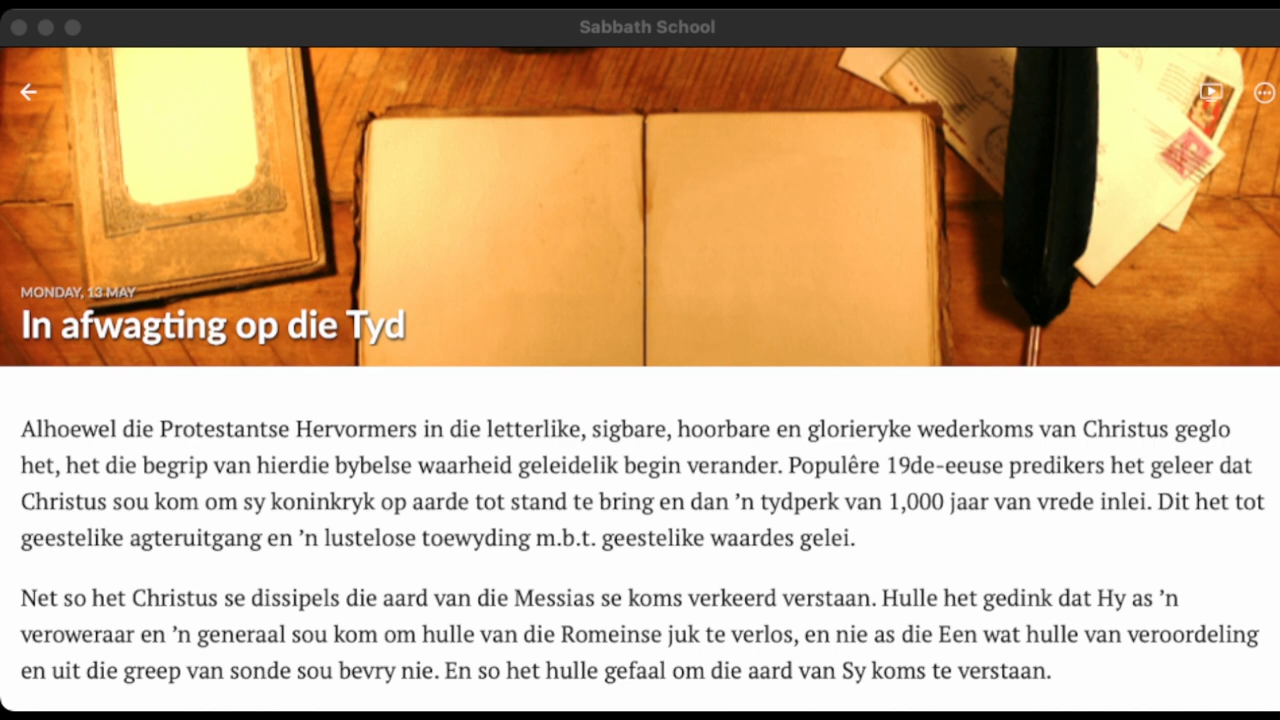 Sabbath School
MONDAY, 13 MAY
In afwagting op die Tyd
Alhoewel die Protestantse Hervormers in die letterlike, sigbare, hoorbare en glorieryke wederkoms van Christus geglo
het, het die begrip van hierdie bybelse waarheid geleidelik begin verander. Populêre 19de-eeuse predikers het geleer dat
Christus sou kom om sy koninkryk op aarde tot stand te bring en dan ’n tydperk van 1,000 jaar van vrede inlei. Dit het tot
geestelike agteruitgang en ’n lustelose toewyding m.b.t. geestelike waardes gelei.
Net so het Christus se dissipels die aard van die Messias se koms verkeerd verstaan. Hulle het gedink dat Hy as ’n
veroweraar en ’n generaal sou kom om hulle van die Romeinse juk te verlos, en nie as die Een wat hulle van veroordeling
en uit die greep van sonde sou bevry nie. En so het hulle gefaal om die aard van Sy koms te verstaan.